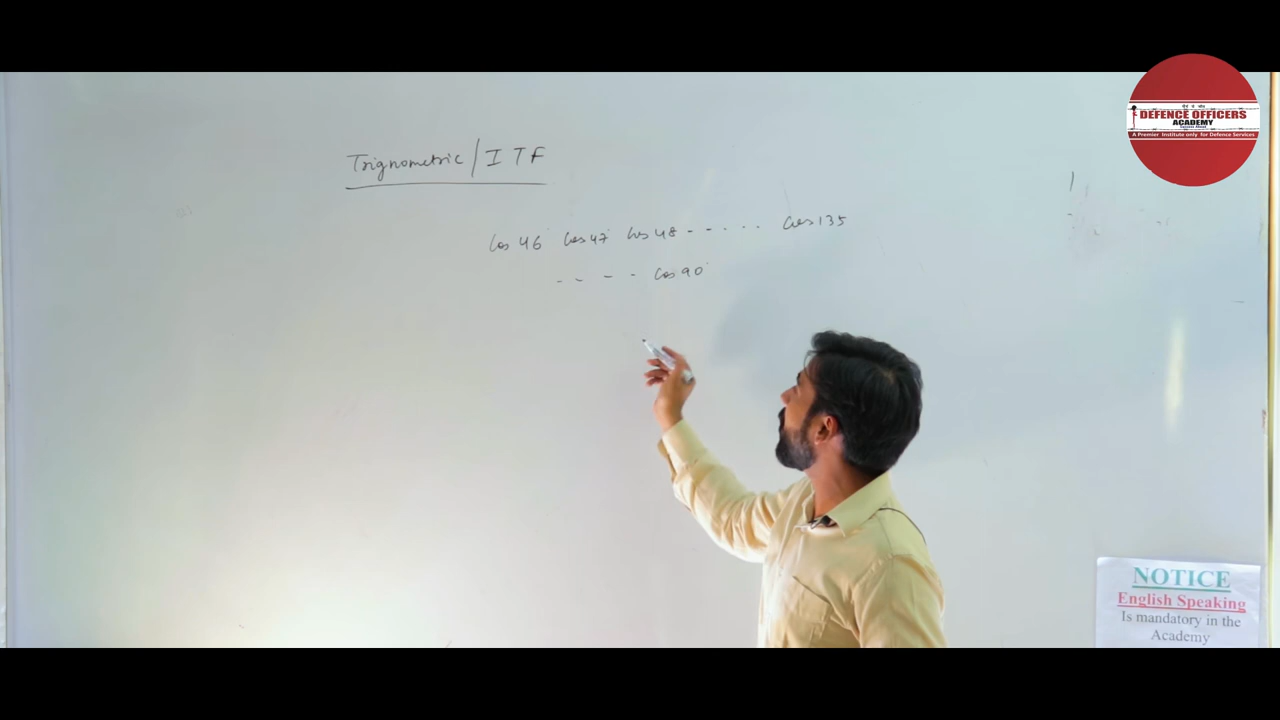 DEFENCE OFFICERS
ACADEMY
A Premier Institute only for Defence Services
Trignometric / ITF
Cos 46° Cos 47° Cos 48 - - . . . . Cos 135
- - - - Cos 90°
NOTICE
English Speaking
Is mandatory in the
Academy